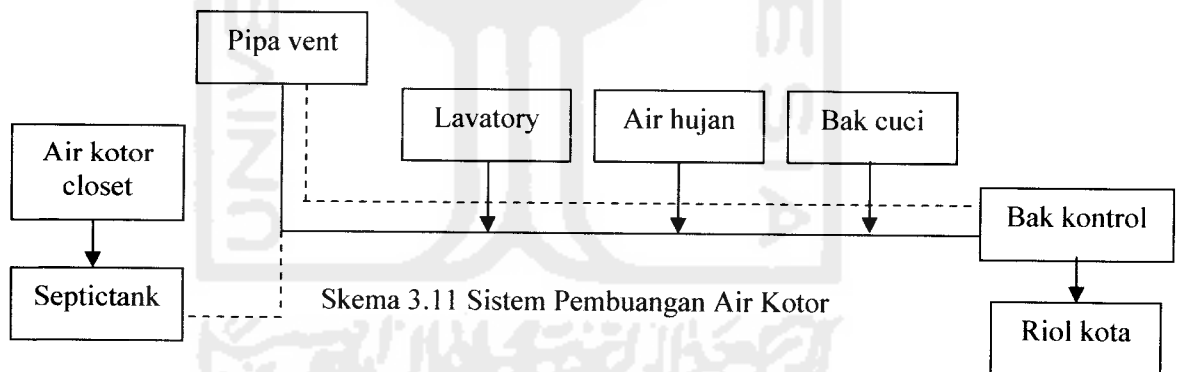 Pipa vent
Lavatory
Air hujan
Bak cuci
Air kotor
closet
Bak kontrol
Septictank
Skema 3.11 Sistem Pembuangan Air Kotor
Riol kota